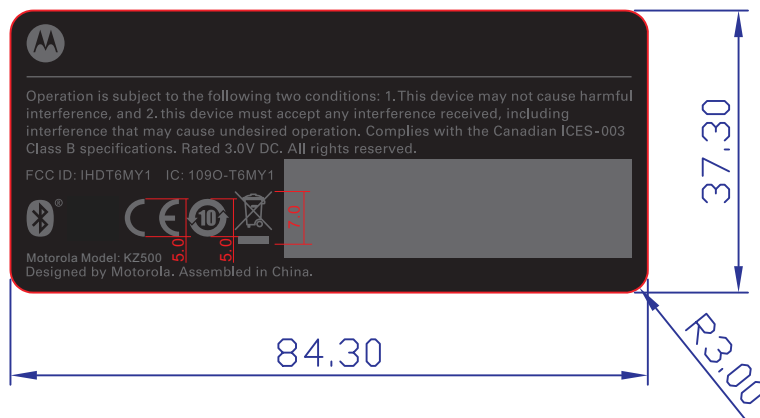 Operation is subject to the following two conditions: 1. This device may not cause harmful
interference, and 2. this device must accept any interference received, including
interference that may cause undesired operation. Complies with the Canadian ICES-003
Class B specifications. Rated 3.0V DC. All rights reserved.
FCC ID: IHDT6MY1 IC: 109O-T6MY1
® CE 10
5.0 5.0 7.0
Motorola Model: KZ500
Designed by Motorola. Assembled in China.
37.30
84.30
R3.00